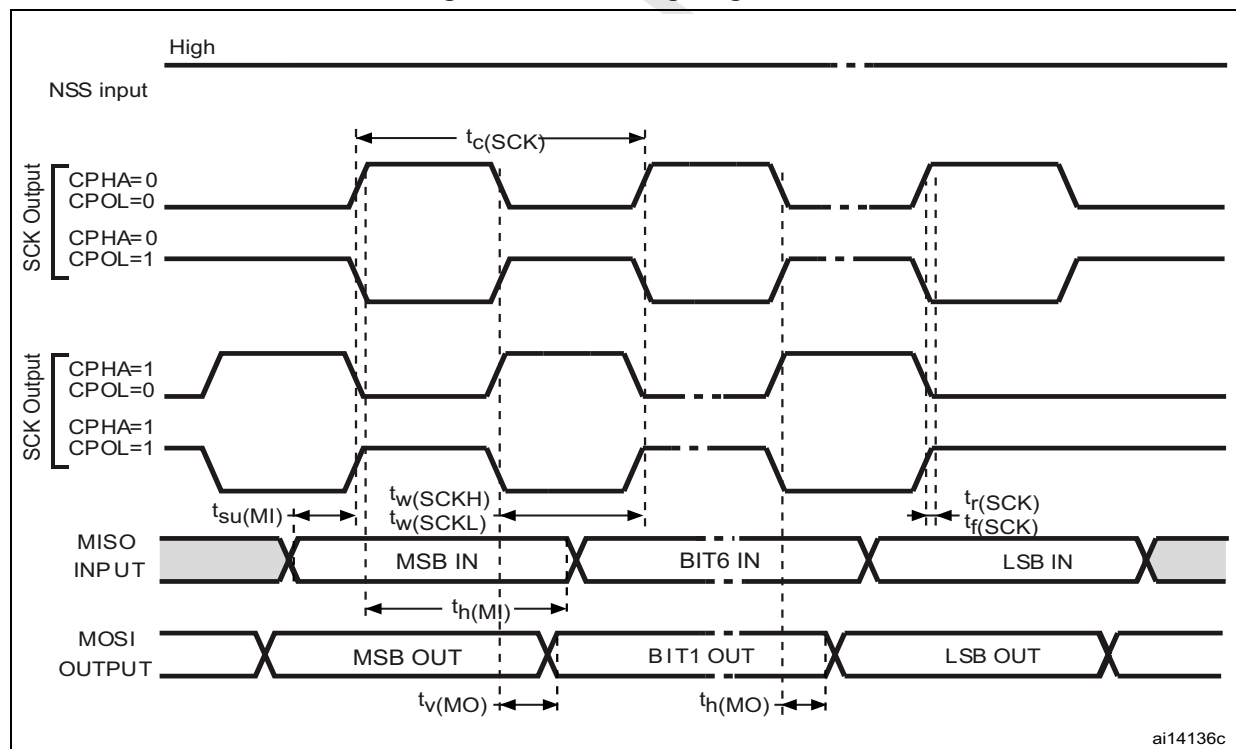 High
NSS input
tc(SCK)
SCK Output
CPHA=0
CPOL=0
CPHA=0
CPOL=1
SCK Output
CPHA=1
CPOL=0
CPHA=1
CPOL=1
tsu(MI)
tw(SCKH)
tw(SCKL)
tr(SCK)
tf(SCK)
MISO
INPUT
MSB IN
BIT6 IN
LSB IN
th(MI)
MOSI
OUTPUT
MSB OUT
BIT1 OUT
LSB OUT
tv(MO)
th(MO)
ai14136c